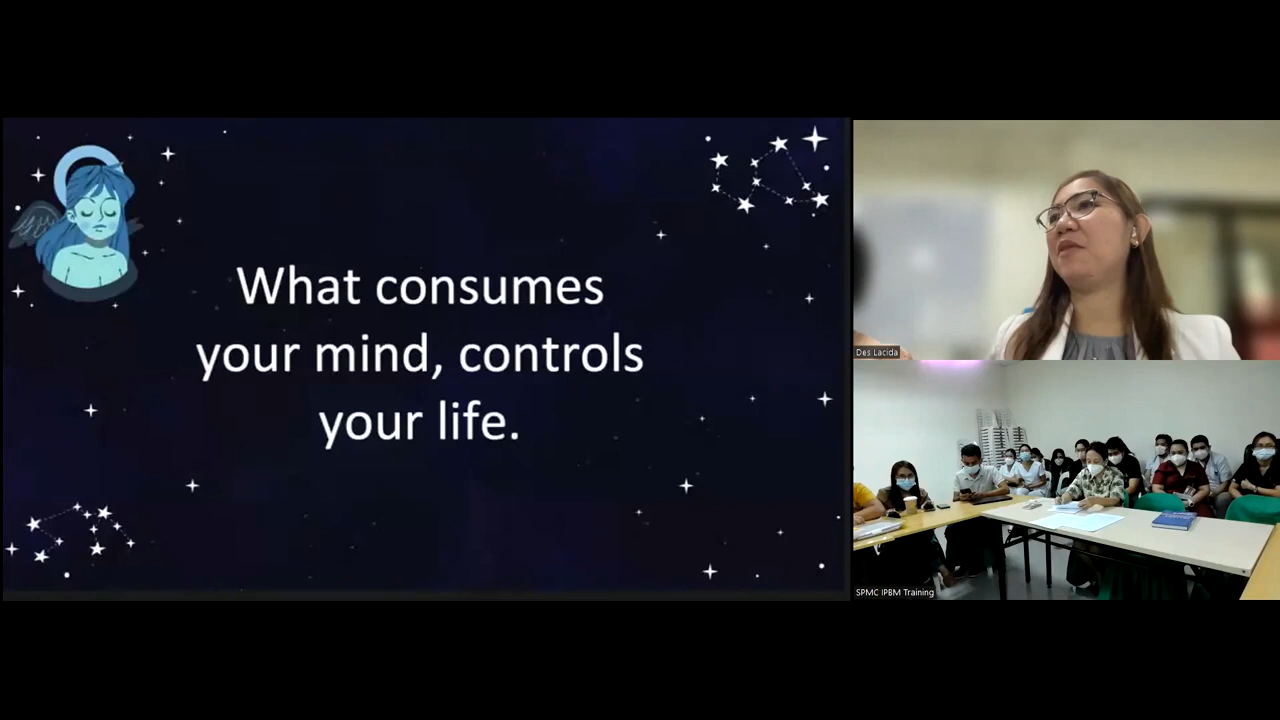 What consumes
your mind, controls
your life.
Des Lacida
SPMC IPBM Training